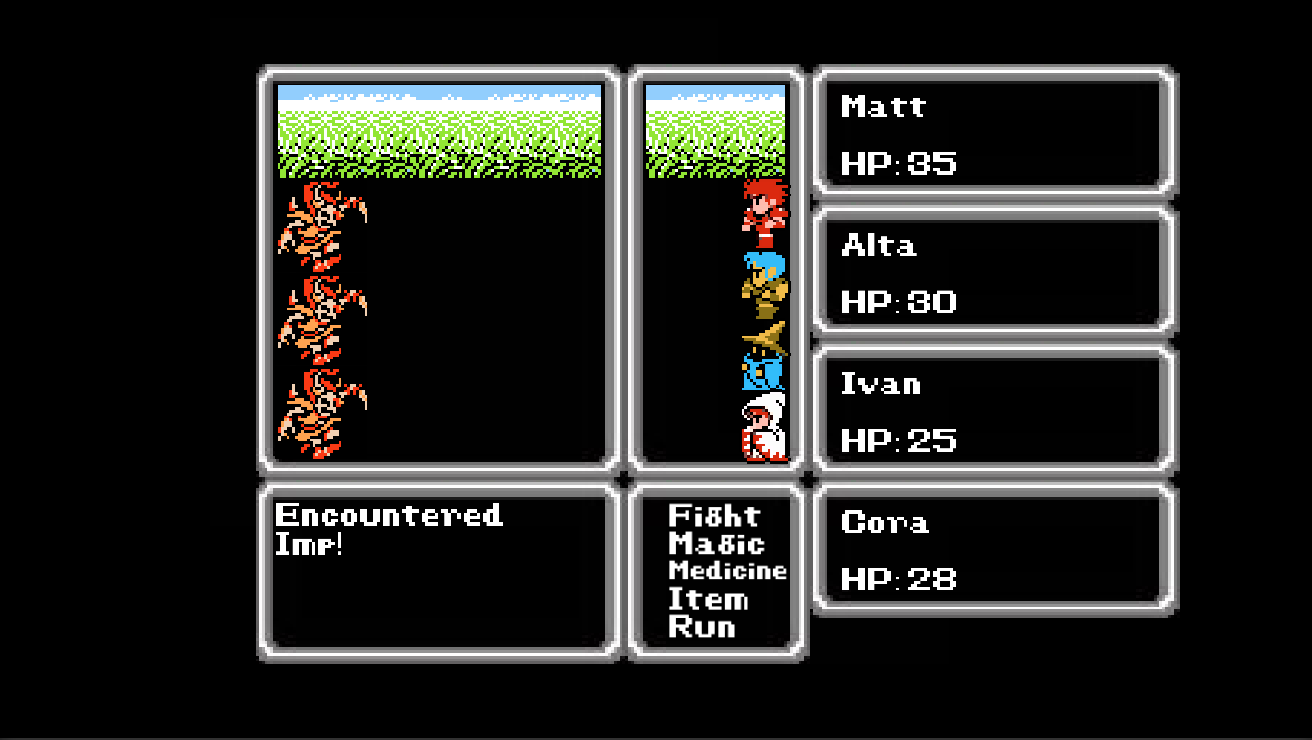 Matt
HP:35
Alta
HP:30
Ivan
HP:25
Cora
HP:28
Encountered
Imp!
Fight
Magic
Medicine
Item
Run